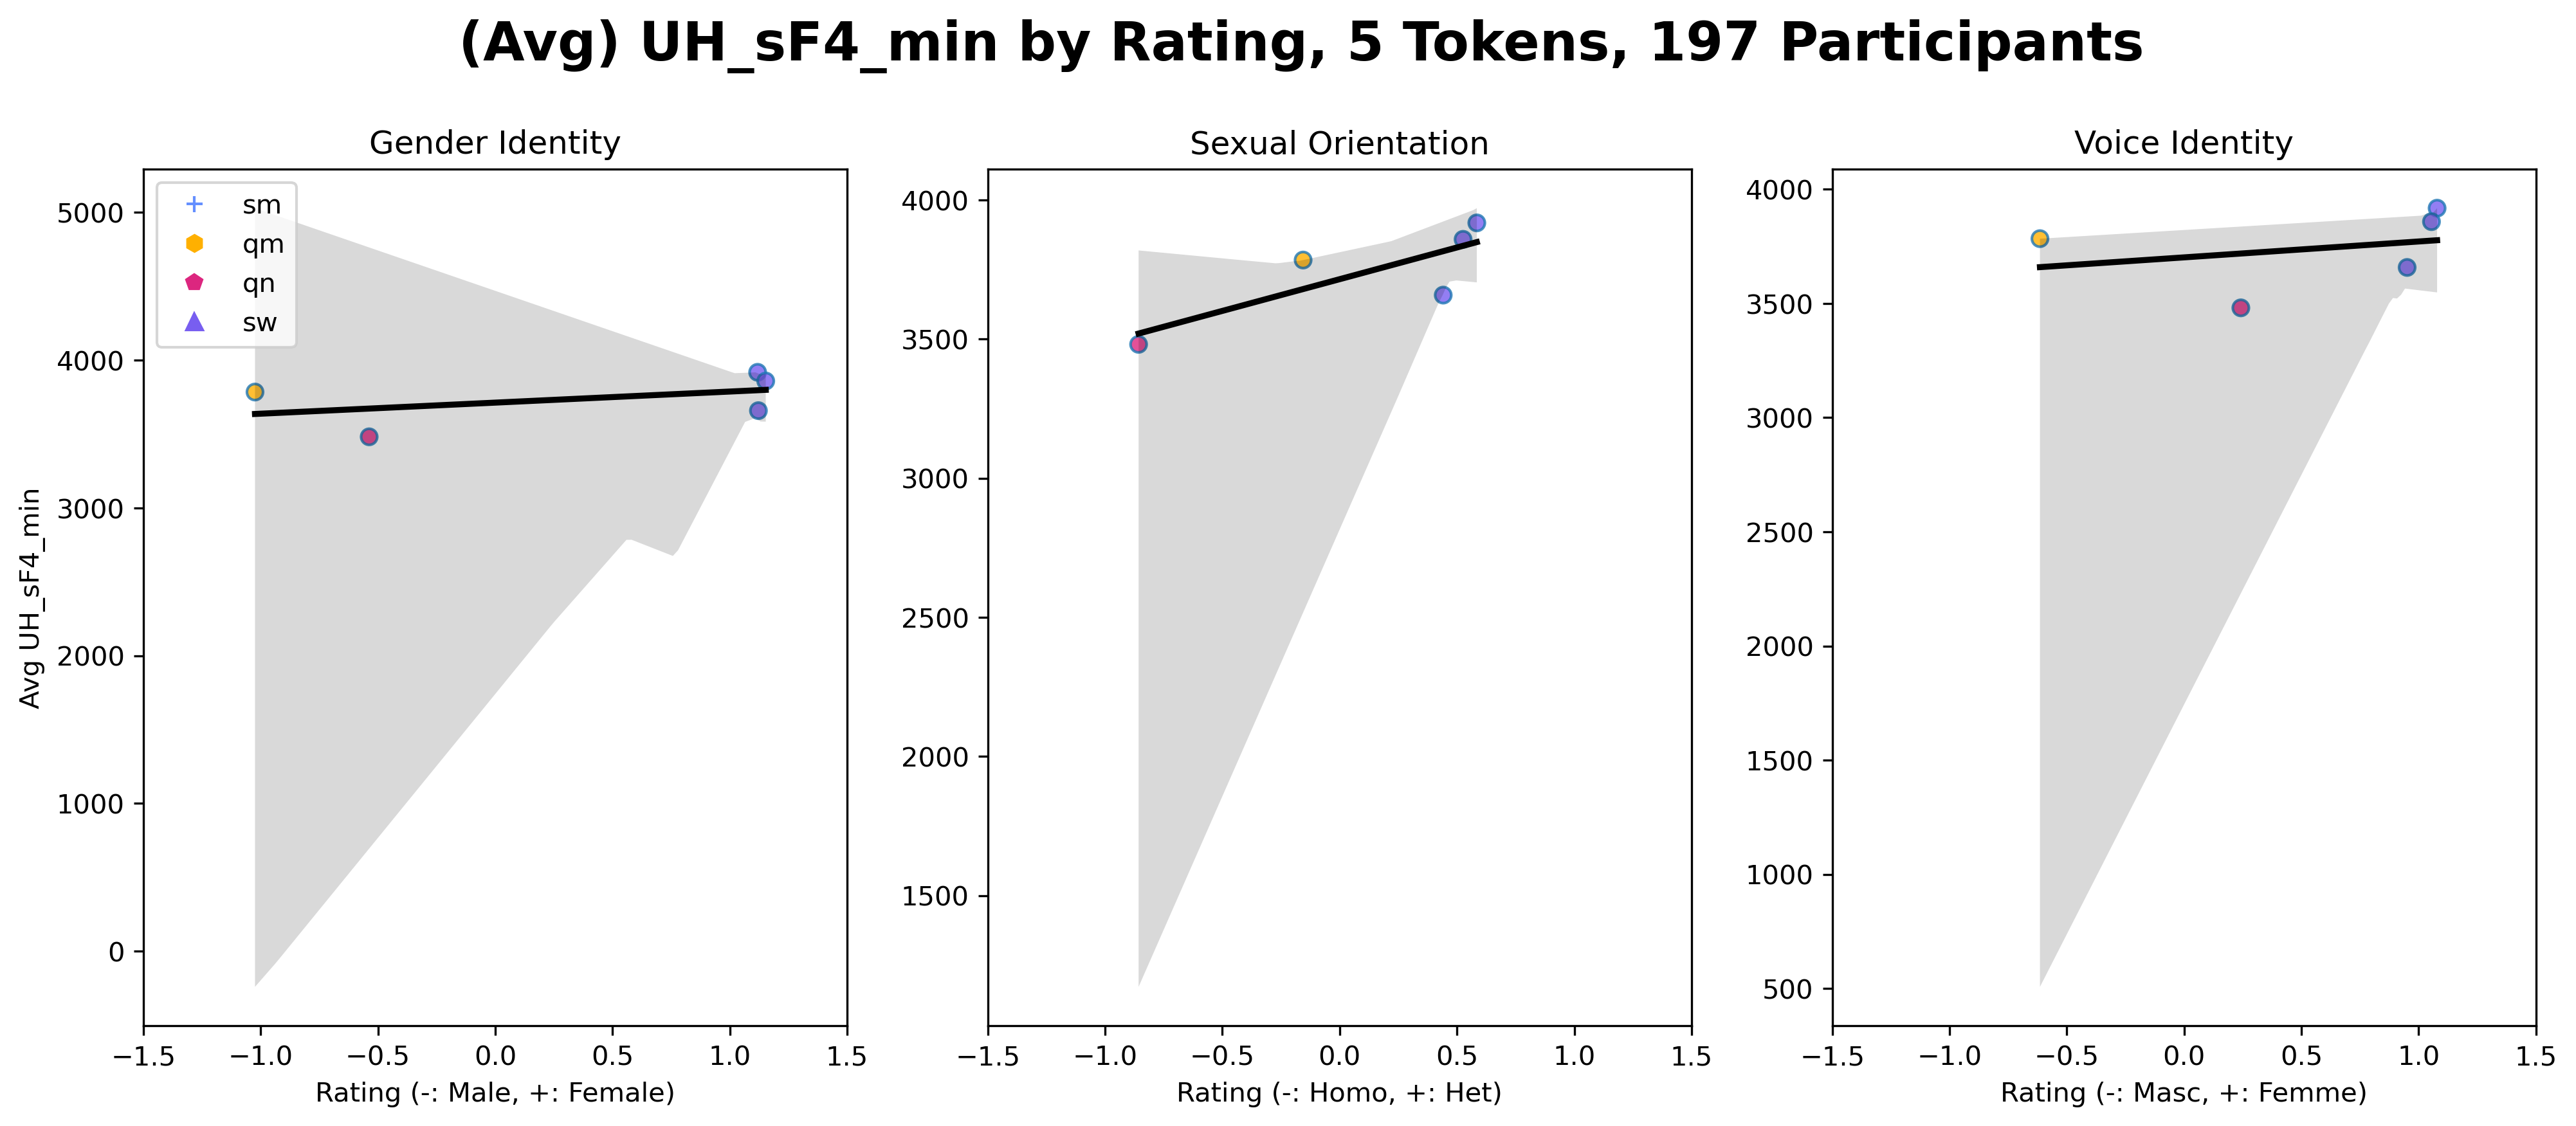 (Avg) UH_sF4_min by Rating, 5 Tokens, 197 Participants
Gender Identity
sm
qm
qn
sw
5000
4000
3000
2000
1000
0
Avg UH_sF4_min
−1.5 −1.0 −0.5 0.0 0.5 1.0 1.5
Rating (-: Male, +: Female)
Sexual Orientation
4000
3500
3000
2500
2000
1500
−1.5 −1.0 −0.5 0.0 0.5 1.0 1.5
Rating (-: Homo, +: Het)
Voice Identity
4000
3500
3000
2500
2000
1500
1000
500
−1.5 −1.0 −0.5 0.0 0.5 1.0 1.5
Rating (-: Masc, +: Femme)